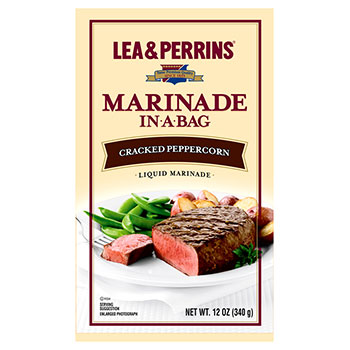 LEA & PERRINS®
MARINADE
IN•A•BAG
CRACKED PEPPERCORN
• LIQUID MARINADE •
SERVING
SUGGESTION
ENLARGED PHOTOGRAPH
NET WT. 12 OZ (340 g)